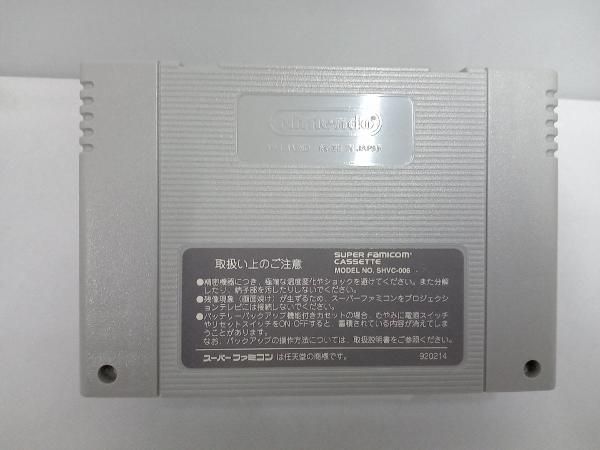 Nintendo
MADE IN JAPAN
取扱い上のご注意
SUPER FAMICOM
CASSETTE
MODEL NO. SHVC-006
●精密機器につき、極端な温度変化やショックを避けてください。また分解
したり、端子部を汚したりしないでください。
●残像現象（画面焼け）が生ずるため、スーパーファミコンをプロジェクシ
ョンテレビには接続しないでください。
●バッテリーバックアップ機能付きカセットの場合、むやみに電源スイッチ
やリセットスイッチをON・OFFすると、蓄積されている内容が消えてしま
うことがあります。
なお、バックアップの操作方法については、取扱説明書をご参照ください。
スーパーファミコン は任天堂の商標です。
920214